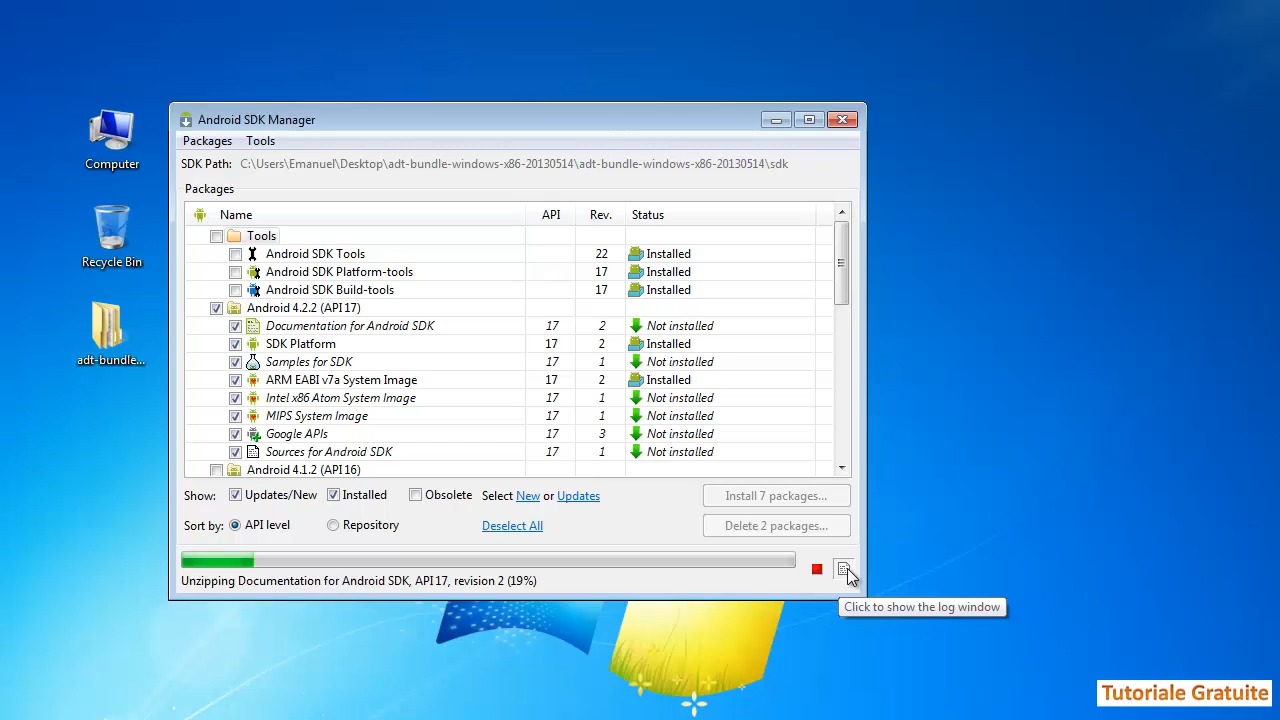 Computer
Recycle Bin
adt-bundle...
Android SDK Manager
Packages Tools
SDK Path: C:\Users\Emanuel\Desktop\adt-bundle-windows-x86-20130514\adt-bundle-windows-x86-20130514\sdk
Packages
Name API Rev. Status
Tools
Android SDK Tools 22 Installed
Android SDK Platform-tools 17 Installed
Android SDK Build-tools 17 Installed
Android 4.2.2 (API 17)
Documentation for Android SDK 17 2 Not installed
SDK Platform 17 2 Installed
Samples for SDK 17 1 Not installed
ARM EABI v7a System Image 17 2 Installed
Intel x86 Atom System Image 17 1 Not installed
MIPS System Image 17 1 Not installed
Google APIs 17 3 Not installed
Sources for Android SDK 17 1 Not installed
Android 4.1.2 (API 16)
Show: Updates/New Installed Obsolete Select New or Updates Install 7 packages...
Sort by: API level Repository Deselect All Delete 2 packages...
Unzipping Documentation for Android SDK, API 17, revision 2 (19%)
Click to show the log window
Tutoriale Gratuite